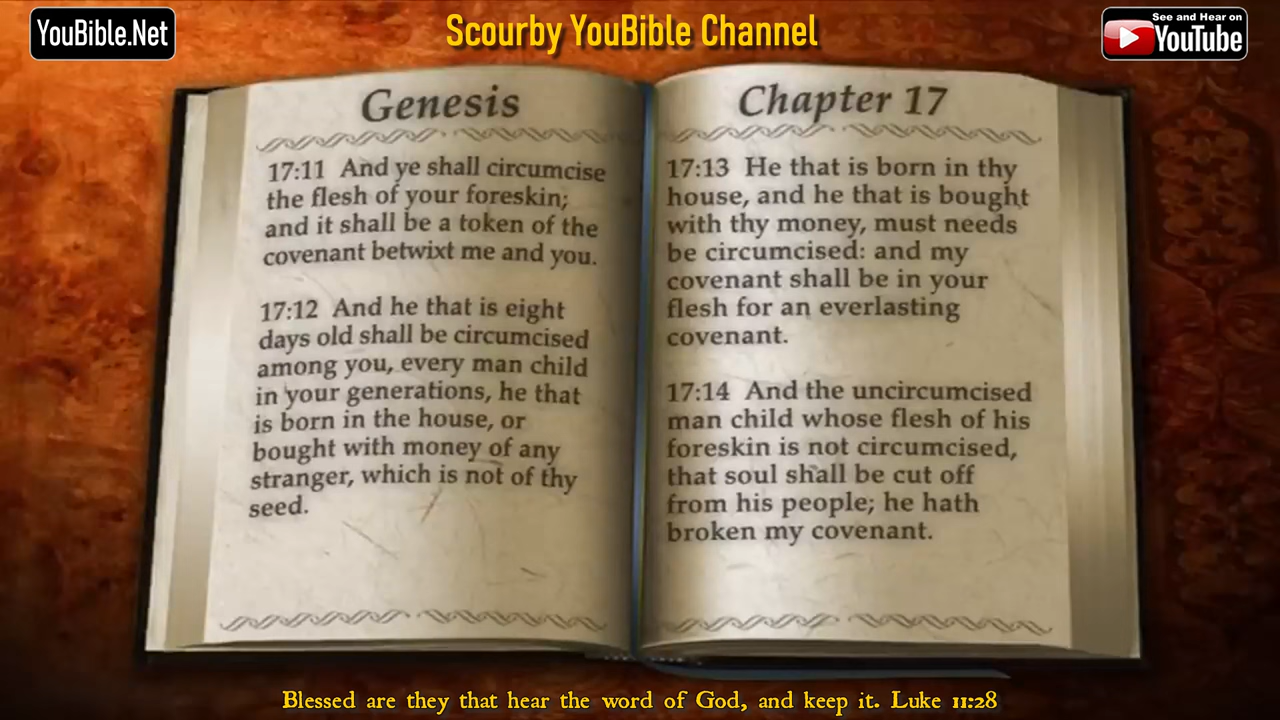 YouBible.Net
Scourby YouBible Channel
See and Hear on
YouTube
Genesis
17:11 And ye shall circumcise
the flesh of your foreskin;
and it shall be a token of the
covenant betwixt me and you.
17:12 And he that is eight
days old shall be circumcised
among you, every man child
in your generations, he that
is born in the house, or
bought with money of any
stranger, which is not of thy
seed.
Chapter 17
17:13 He that is born in thy
house, and he that is bought
with thy money, must needs
be circumcised: and my
covenant shall be in your
flesh for an everlasting
covenant.
17:14 And the uncircumcised
man child whose flesh of his
foreskin is not circumcised,
that soul shall be cut off
from his people; he hath
broken my covenant.
Blessed are they that hear the word of God, and keep it. Luke 11:28